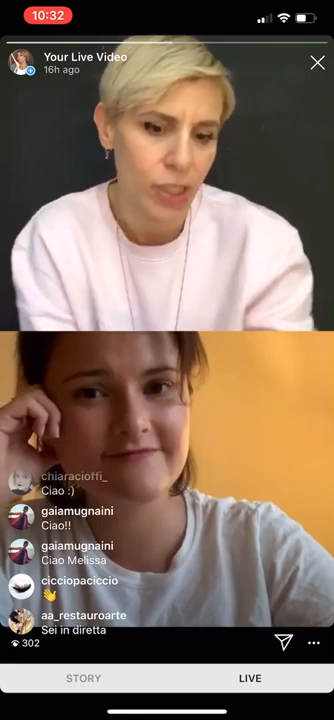 10:32
Your Live Video
16h ago
chiaracioffi_
Ciao :)
gaiamugnaini
Ciao!!
gaiamugnaini
Ciao Melissa
cicciopaciccio
👋
aa_restauroarte
Sei in diretta
302
STORY
LIVE